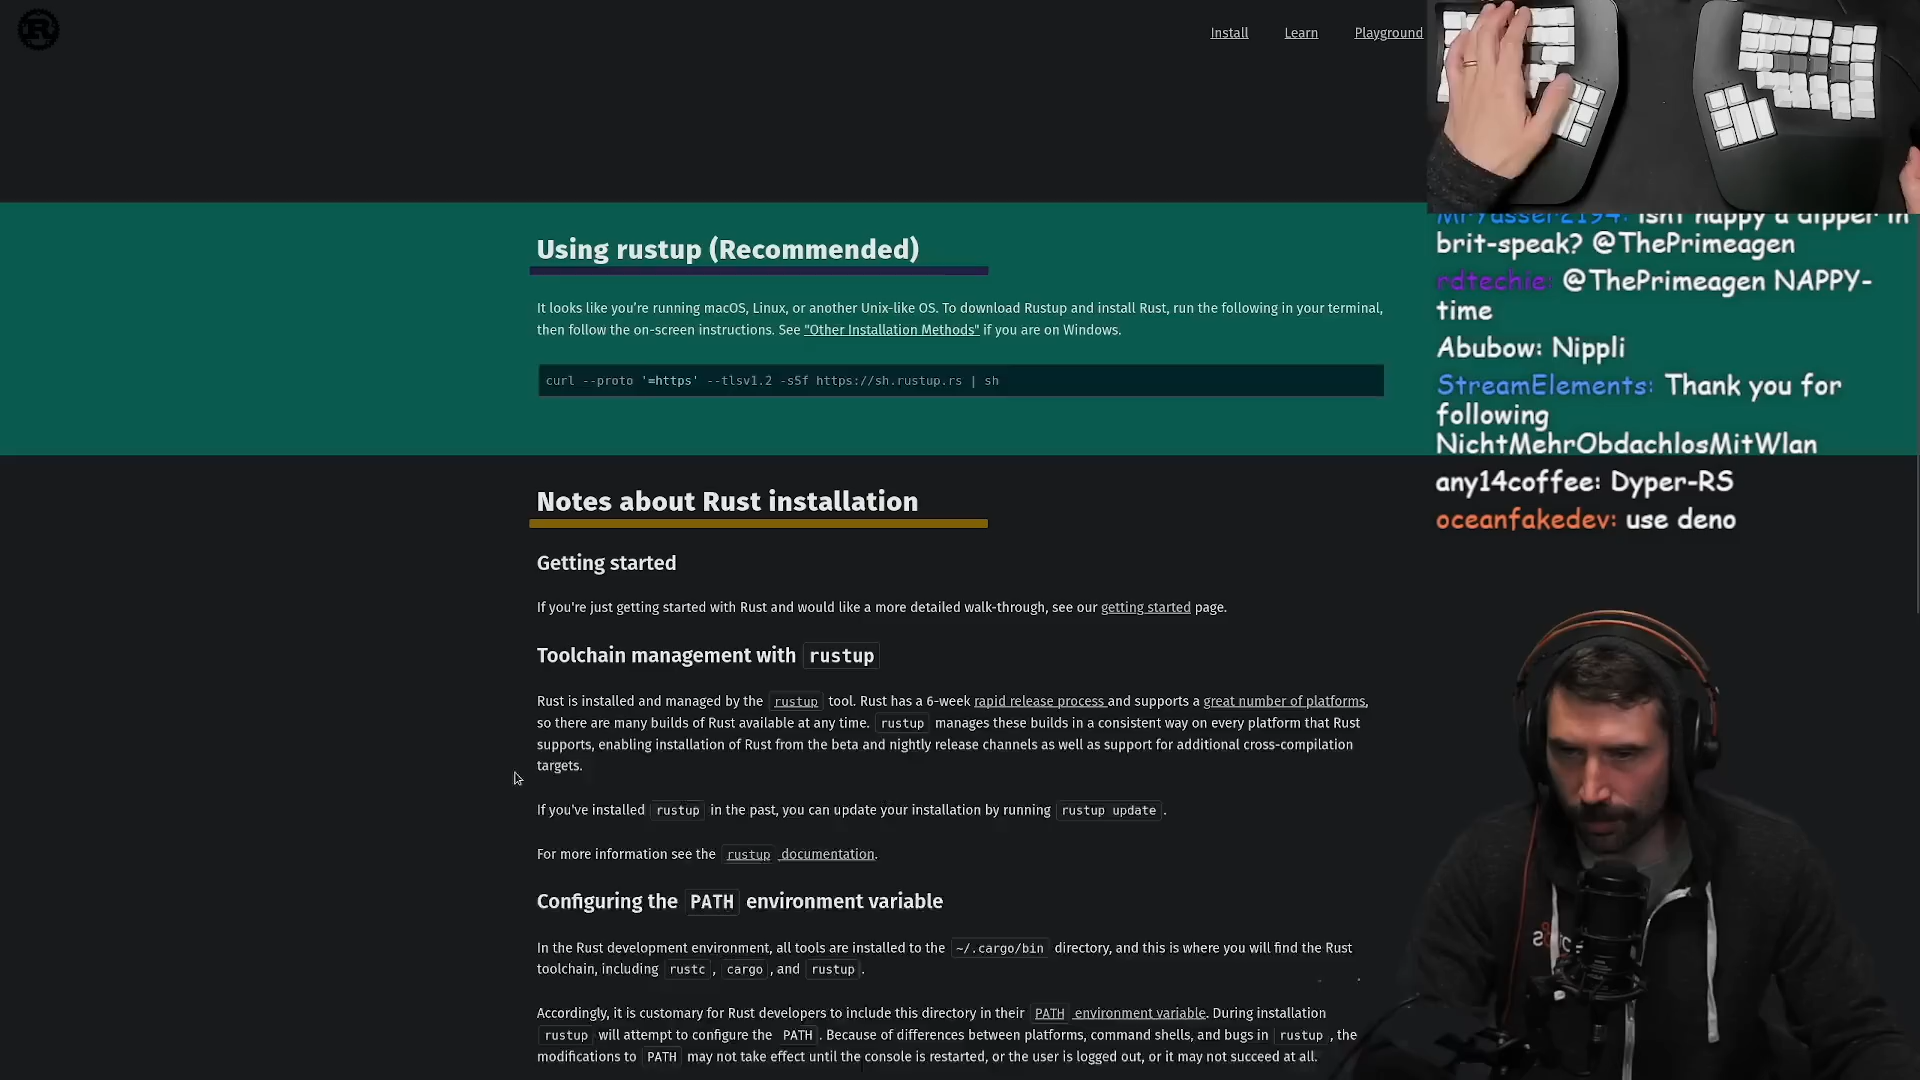 Install Learn Playground
Using rustup (Recommended)
It looks like you’re running macOS, Linux, or another Unix-like OS. To download Rustup and install Rust, run the following in your terminal,
then follow the on-screen instructions. See "Other Installation Methods" if you are on Windows.
curl --proto '=https' --tlsv1.2 -sSf https://sh.rustup.rs | sh
Notes about Rust installation
Getting started
If you're just getting started with Rust and would like a more detailed walk-through, see our getting started page.
Toolchain management with rustup
Rust is installed and managed by the rustup tool. Rust has a 6-week rapid release process and supports a great number of platforms,
so there are many builds of Rust available at any time. rustup manages these builds in a consistent way on every platform that Rust
supports, enabling installation of Rust from the beta and nightly release channels as well as support for additional cross-compilation
targets.
If you've installed rustup in the past, you can update your installation by running rustup update.
For more information see the rustup documentation.
Configuring the PATH environment variable
In the Rust development environment, all tools are installed to the ~/.cargo/bin directory, and this is where you will find the Rust
toolchain, including rustc, cargo, and rustup.
Accordingly, it is customary for Rust developers to include this directory in their PATH environment variable. During installation
rustup will attempt to configure the PATH. Because of differences between platforms, command shells, and bugs in rustup, the
modifications to PATH may not take effect until the console is restarted, or the user is logged out, or it may not succeed at all.
MrYasser2194: isnt nappy a dipper in
brit-speak? @ThePrimeagen
rdtechie: @ThePrimeagen NAPPY-
time
Abubow: Nippli
StreamElements: Thank you for
following
NichtMehrObdachlosMitWlan
any14coffee: Dyper-RS
oceanfakedev: use deno